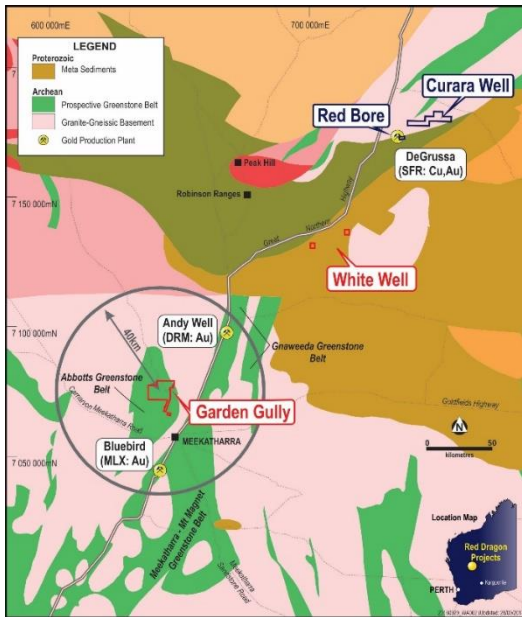 600 000mE
700 000mE
LEGEND
Proterozoic
Meta Sediments
Archean
Prospective Greenstone Belt
Granite-Gneissic Basement
Gold Production Plant
Curara Well
Red Bore
DeGrussa
(SFR: Cu,Au)
Peak Hill
Robinson Ranges
7 150 000mN
Great Northern Highway
White Well
7 100 000mN
Andy Well
(DRM: Au)
Gnaweeda Greenstone
Belt
40km
Abbotts Greenstone
Belt
Garden Gully
Goldfields Highway
N
0
50
kilometres
MEEKATHARRA
Bluebird
(MLX: Au)
7 050 000mN
Meekatharra - Mt Magnet
Greenstone Belt
Meekatharra
Sandstone Road
Location Map
Red Dragon
Projects
Kalgoorlie
PERTH